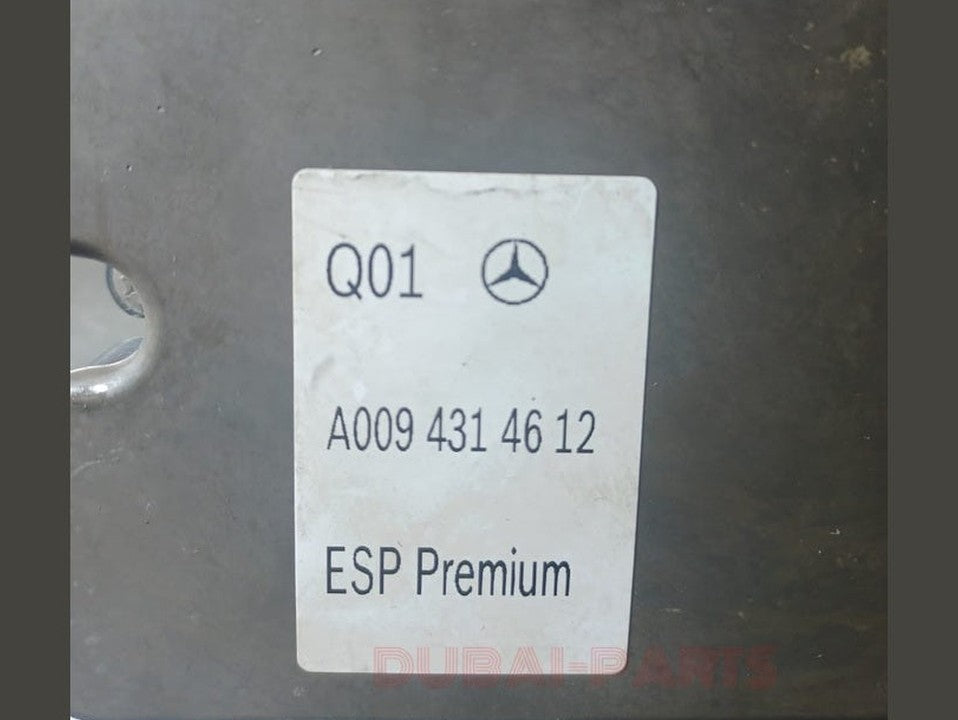 Q01
A009 431 46 12
ESP Premium
DUBAI-PARTS